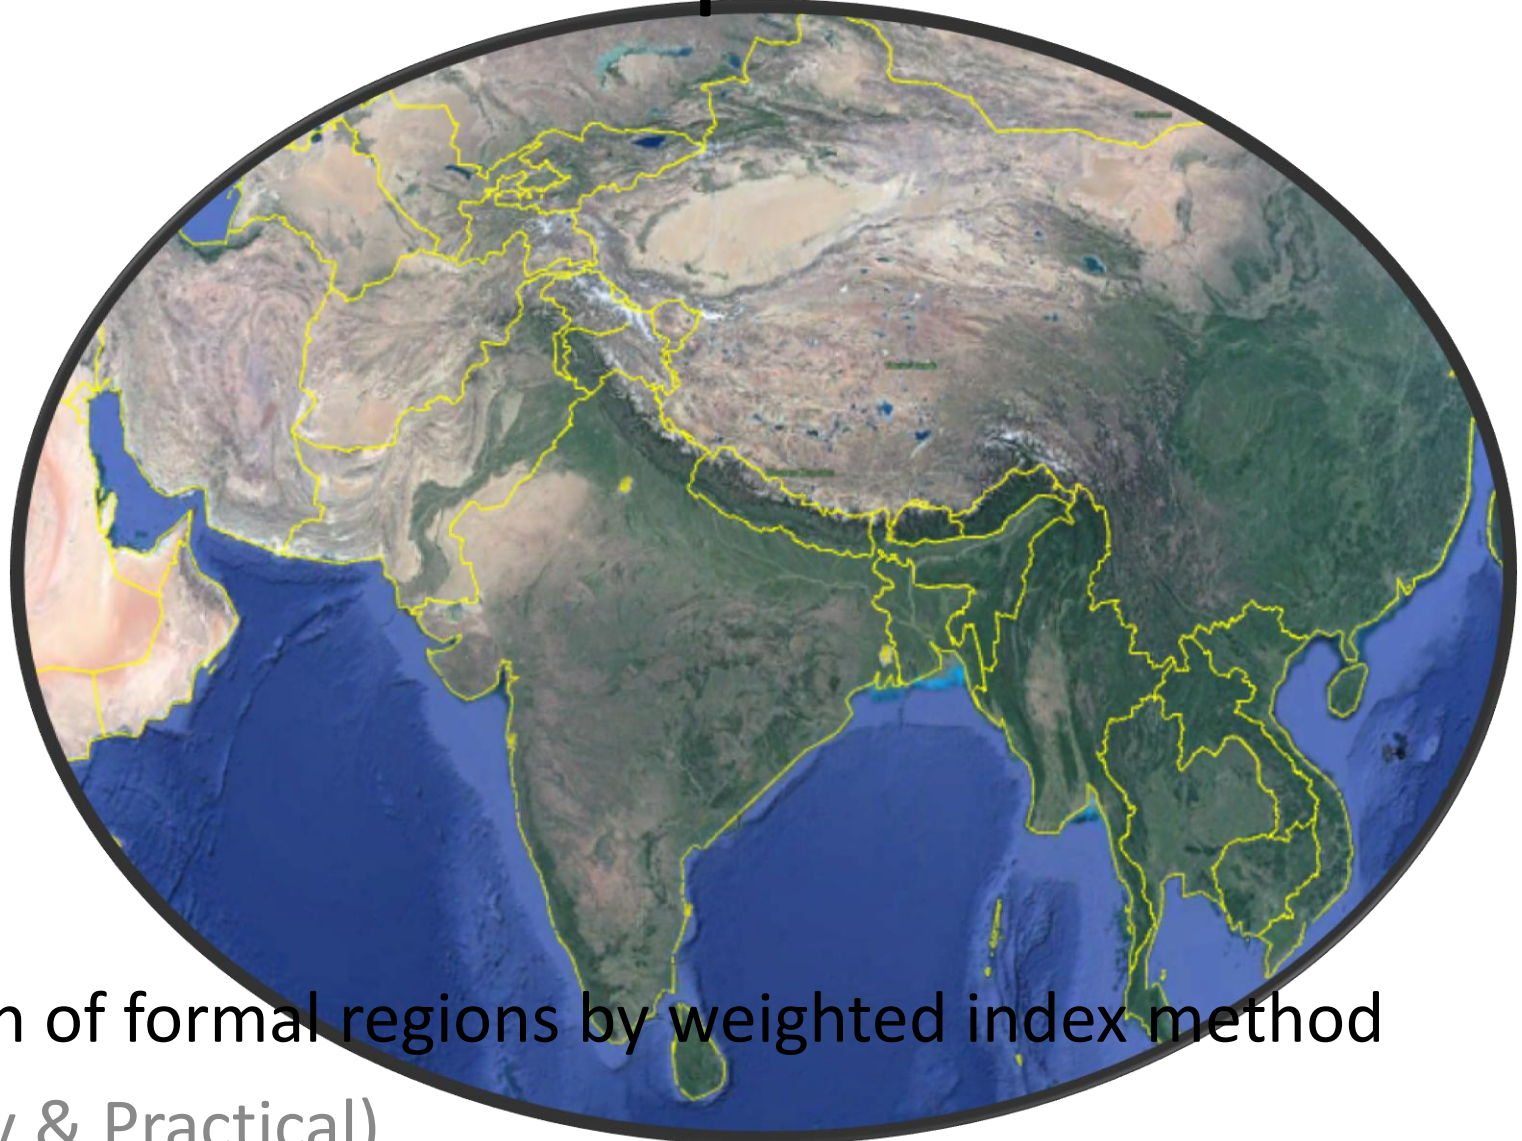 n of formal regions by weighted index method
y & Practical)